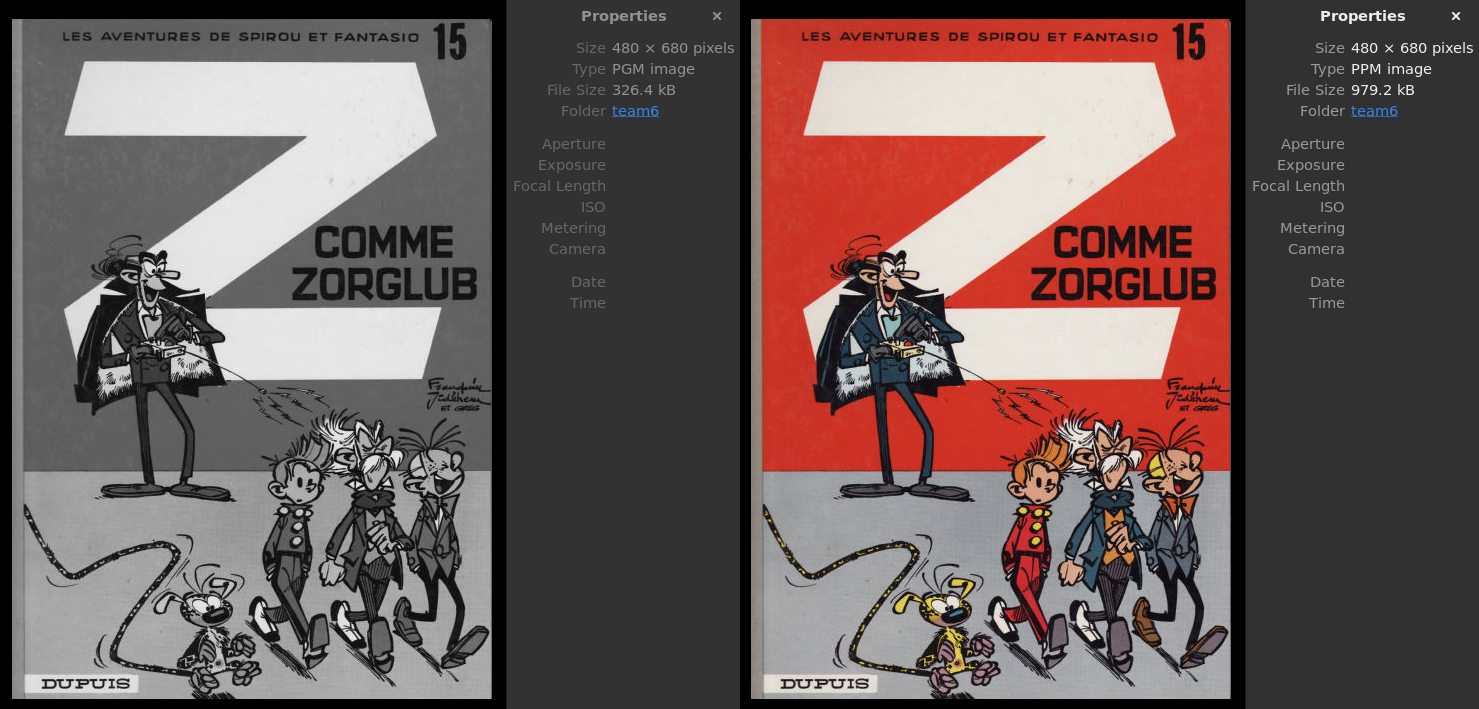 LES AVENTURES DE SPIROU ET FANTASIO 15
COMME
ZORGLUB
Franquin
Jidéhem
ET GREG
DUPUIS
Properties ×
Size 480 × 680 pixels
Type PGM image
File Size 326.4 kB
Folder team6
Aperture
Exposure
Focal Length
ISO
Metering
Camera
Date
Time
LES AVENTURES DE SPIROU ET FANTASIO 15
Z
COMME
ZORGLUB
Franquin
Jidéhem
ET GREG
DUPUIS
Properties ×
Size 480 × 680 pixels
Type PPM image
File Size 979.2 kB
Folder team6
Aperture
Exposure
Focal Length
ISO
Metering
Camera
Date
Time